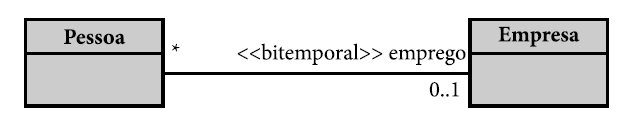 Pessoa
Empresa
* <<bitemporal>> emprego
0..1